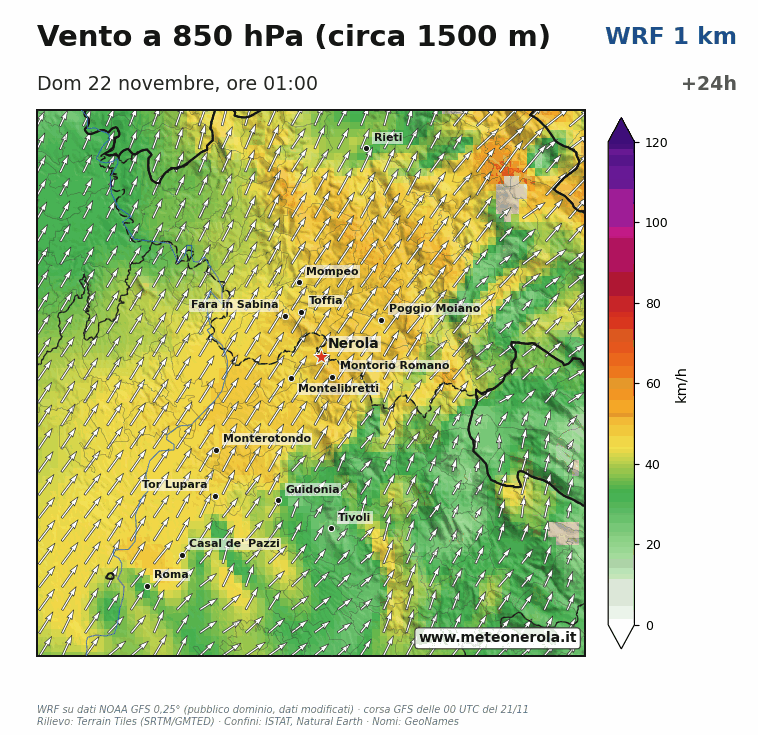 Vento a 850 hPa (circa 1500 m)
WRF 1 km
Dom 22 novembre, ore 01:00
+24h
Rieti
Mompeo
Fara in Sabina
Toffia
Poggio Moiano
Nerola
Montorio Romano
Montelibretti
Monterotondo
Tor Lupara
Guidonia
Tivoli
Casal de' Pazzi
Roma
www.meteonerola.it
120
100
80
60
40
20
0
km/h
WRF su dati NOAA GFS 0,25° (pubblico dominio, dati modificati) · corsa GFS delle 00 UTC del 21/11
Rilievo: Terrain Tiles (SRTM/GMTED) · Confini: ISTAT, Natural Earth · Nomi: GeoNames